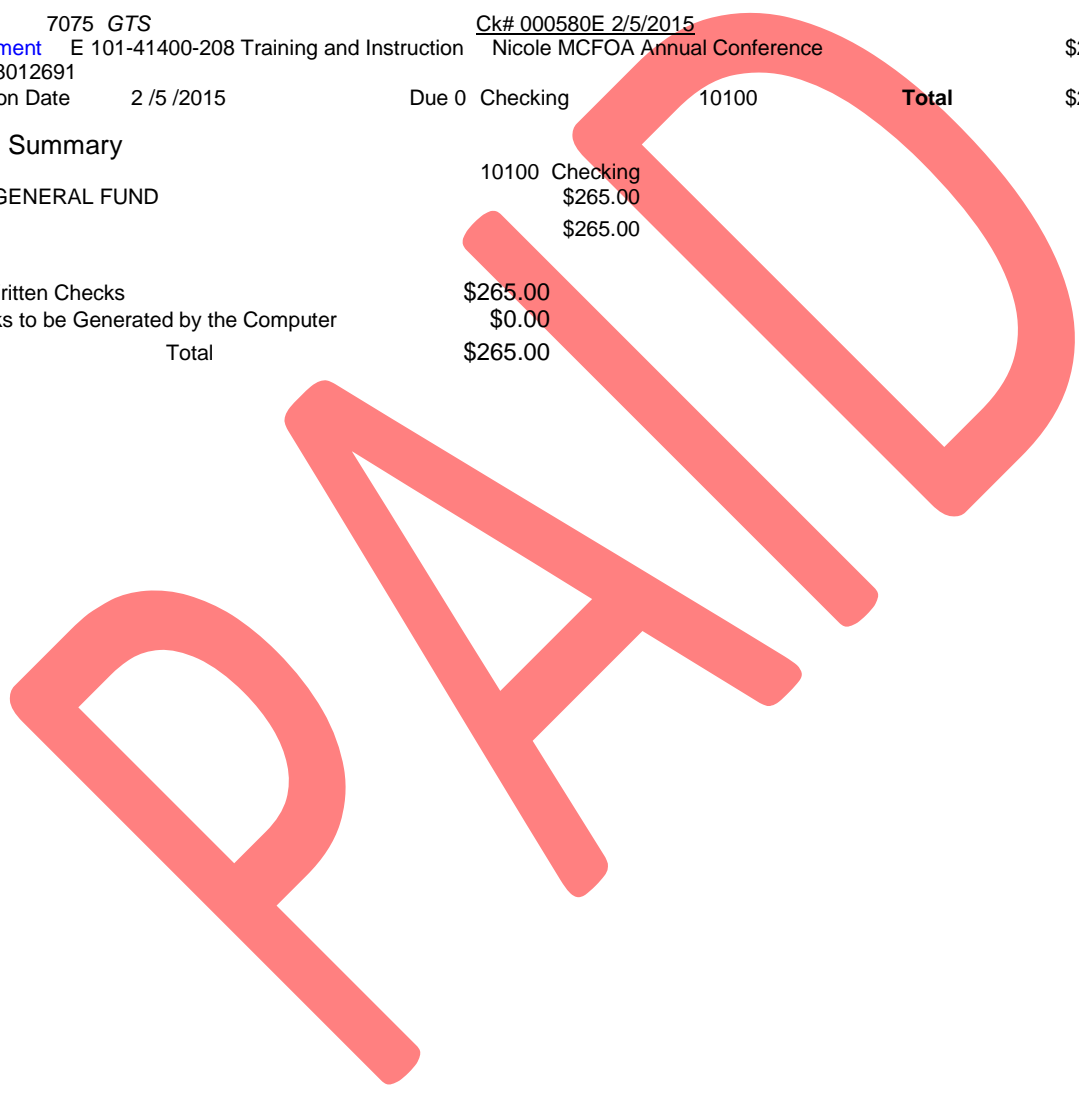 7075 GTS Ck# 000580E 2/5/2015
ment E 101-41400-208 Training and Instruction Nicole MCFOA Annual Conference $
3012691
on Date 2 /5 /2015 Due 0 Checking 10100 Total $
Summary
10100 Checking
GENERAL FUND $265.00
$265.00
ritten Checks $265.00
ks to be Generated by the Computer $0.00
Total $265.00
PAID